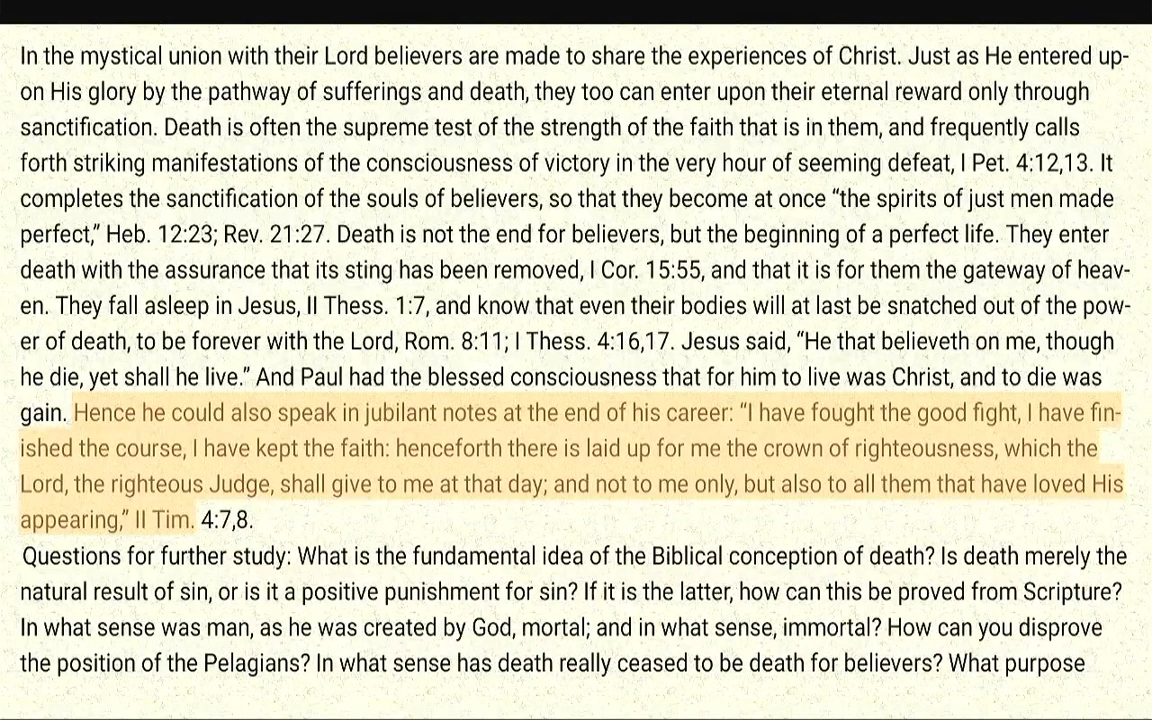 In the mystical union with their Lord believers are made to share the experiences of Christ. Just as He entered up-
on His glory by the pathway of sufferings and death, they too can enter upon their eternal reward only through
sanctification. Death is often the supreme test of the strength of the faith that is in them, and frequently calls
forth striking manifestations of the consciousness of victory in the very hour of seeming defeat, I Pet. 4:12,13. It
completes the sanctification of the souls of believers, so that they become at once “the spirits of just men made
perfect,” Heb. 12:23; Rev. 21:27. Death is not the end for believers, but the beginning of a perfect life. They enter
death with the assurance that its sting has been removed, I Cor. 15:55, and that it is for them the gateway of heav-
en. They fall asleep in Jesus, II Thess. 1:7, and know that even their bodies will at last be snatched out of the pow-
er of death, to be forever with the Lord, Rom. 8:11; I Thess. 4:16,17. Jesus said, “He that believeth on me, though
he die, yet shall he live.” And Paul had the blessed consciousness that for him to live was Christ, and to die was
gain. Hence he could also speak in jubilant notes at the end of his career: “I have fought the good fight, I have fin-
ished the course, I have kept the faith: henceforth there is laid up for me the crown of righteousness, which the
Lord, the righteous Judge, shall give to me at that day; and not to me only, but also to all them that have loved His
appearing,” II Tim. 4:7,8.
Questions for further study: What is the fundamental idea of the Biblical conception of death? Is death merely the
natural result of sin, or is it a positive punishment for sin? If it is the latter, how can this be proved from Scripture?
In what sense was man, as he was created by God, mortal; and in what sense, immortal? How can you disprove
the position of the Pelagians? In what sense has death really ceased to be death for believers? What purpose